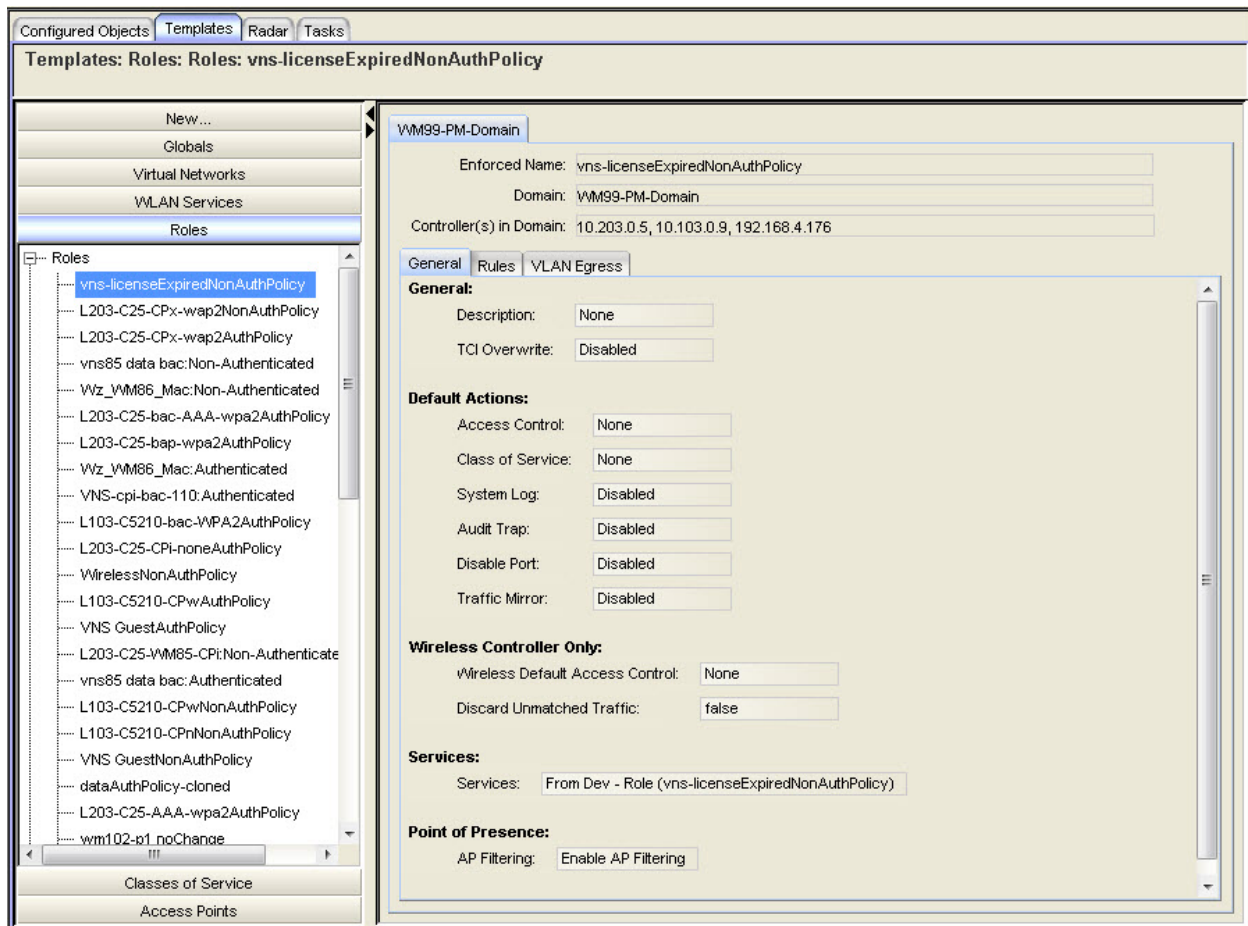 Configured Objects Templates Radar Tasks
Templates: Roles: Roles: vns-licenseExpiredNonAuthPolicy
New...
Globals
Virtual Networks
WLAN Services
Roles
Roles
vns-licenseExpiredNonAuthPolicy
L203-C25-CPx-wap2NonAuthPolicy
L203-C25-CPx-wap2AuthPolicy
vns85 data bac:Non-Authenticated
Wz_WM86_Mac:Non-Authenticated
L203-C25-bac-AAA-wpa2AuthPolicy
L203-C25-bap-wpa2AuthPolicy
Wz_WM86_Mac:Authenticated
VNS-cpi-bac-110:Authenticated
L103-C5210-bac-WPA2AuthPolicy
L203-C25-CPi-noneAuthPolicy
WirelessNonAuthPolicy
L103-C5210-CPwAuthPolicy
VNS GuestAuthPolicy
L203-C25-WM85-CPi:Non-Authenticate
vns85 data bac:Authenticated
L103-C5210-CPwNonAuthPolicy
L103-C5210-CPnNonAuthPolicy
VNS GuestNonAuthPolicy
dataAuthPolicy-cloned
L203-C25-AAA-wpa2AuthPolicy
wm102-p1 noChange
Classes of Service
Access Points
WM99-PM-Domain
Enforced Name: vns-licenseExpiredNonAuthPolicy
Domain: WM99-PM-Domain
Controller(s) in Domain: 10.203.0.5, 10.103.0.9, 192.168.4.176
General Rules VLAN Egress
General:
Description: None
TCI Overwrite: Disabled
Default Actions:
Access Control: None
Class of Service: None
System Log: Disabled
Audit Trap: Disabled
Disable Port: Disabled
Traffic Mirror: Disabled
Wireless Controller Only:
Wireless Default Access Control: None
Discard Unmatched Traffic: false
Services:
Services: From Dev - Role (vns-licenseExpiredNonAuthPolicy)
Point of Presence:
AP Filtering: Enable AP Filtering